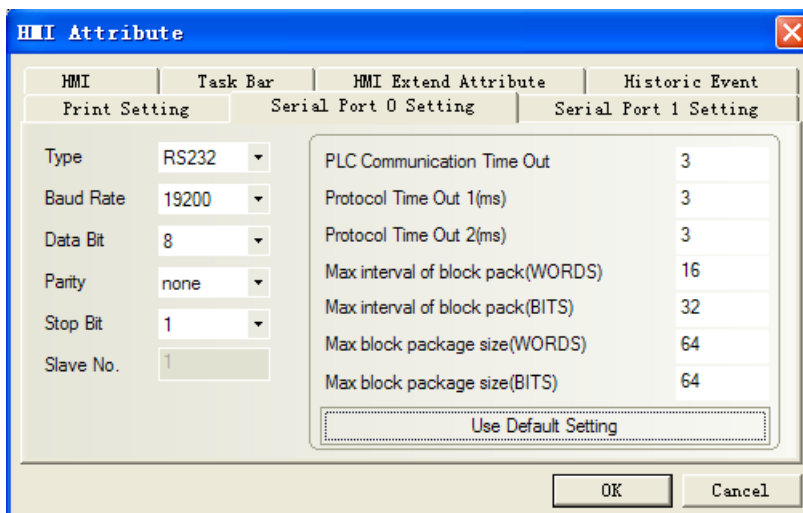 HMI Attribute
HMI Task Bar HMI Extend Attribute Historic Event
Print Setting Serial Port 0 Setting Serial Port 1 Setting
Type RS232
Baud Rate 19200
Data Bit 8
Parity none
Stop Bit 1
Slave No. 1
PLC Communication Time Out 3
Protocol Time Out 1(ms) 3
Protocol Time Out 2(ms) 3
Max interval of block pack(WORDS) 16
Max interval of block pack(BITS) 32
Max block package size(WORDS) 64
Max block package size(BITS) 64
Use Default Setting
OK Cancel